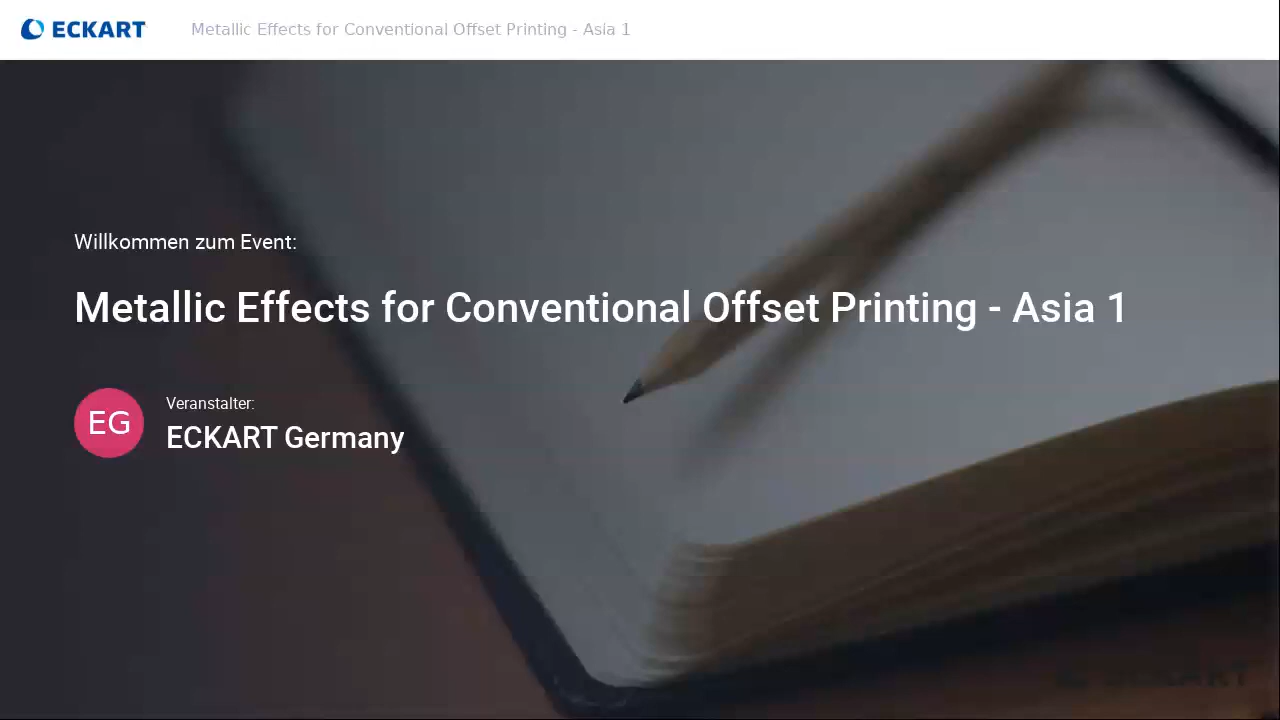 ECKART
Metallic Effects for Conventional Offset Printing - Asia 1
Willkommen zum Event:
Metallic Effects for Conventional Offset Printing - Asia 1
EG
Veranstalter:
ECKART Germany
ECKART